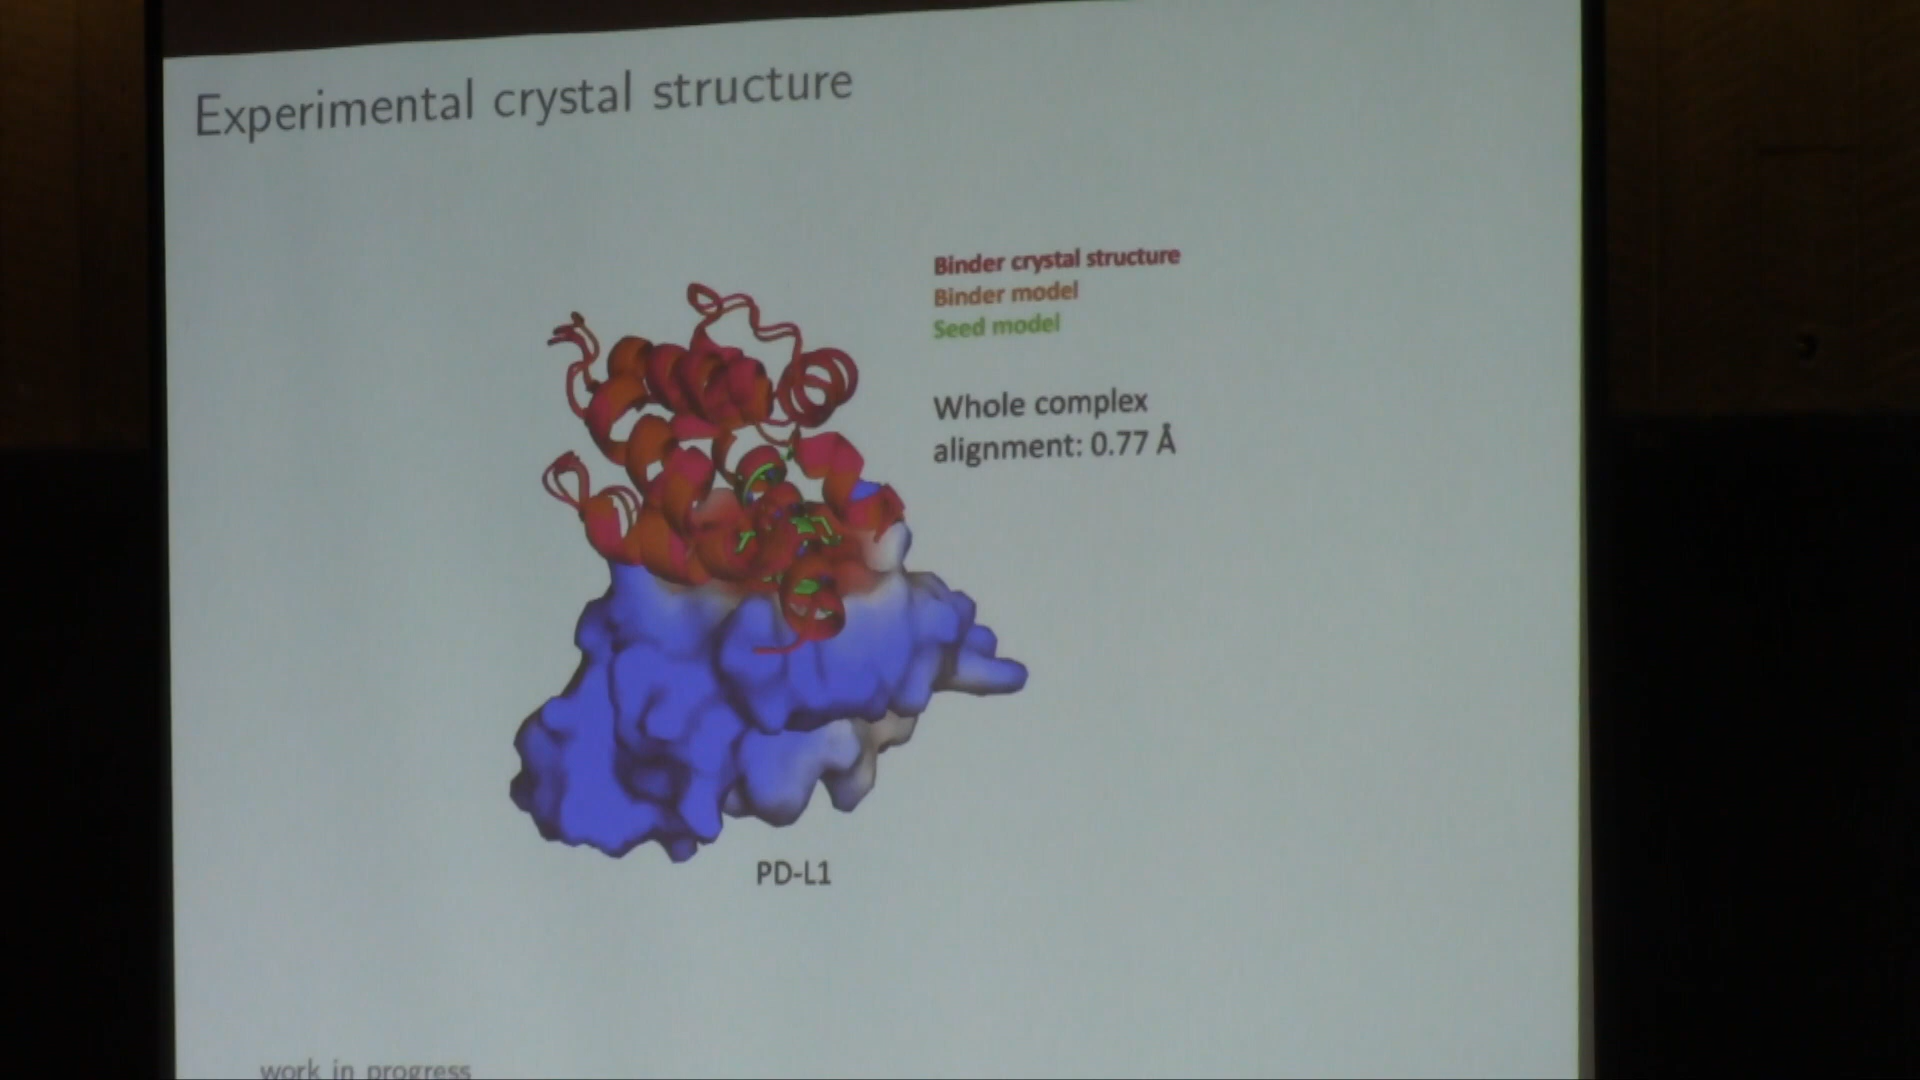 Experimental crystal structure
Binder crystal structure
Binder model
Seed model
Whole complex
alignment: 0.77 Å
PD-L1
work in progress